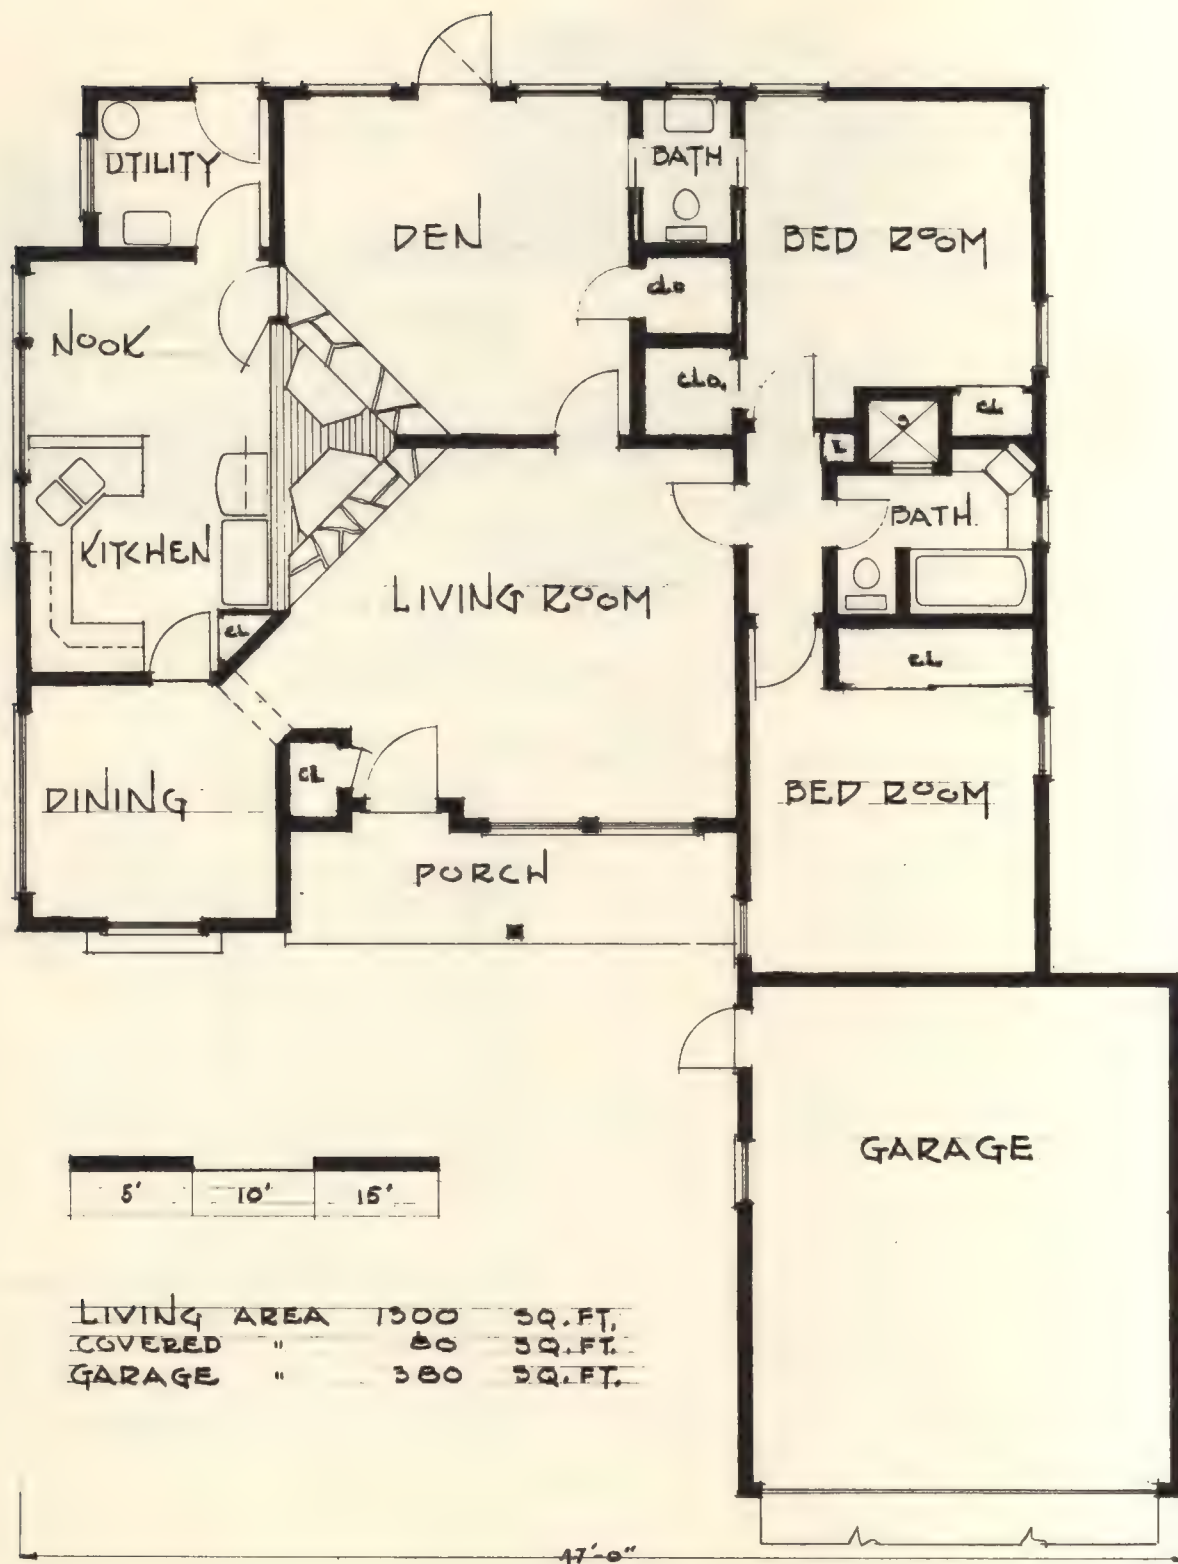 UTILITY
DEN
BATH
BED ROOM
CLO
NOOK
CLO.
CL
S
L
BATH
KITCHEN
LIVING ROOM
CL
CL
CL
DINING
BED ROOM
PORCH
GARAGE
5' 10' 15'
LIVING AREA 1300 SQ.FT.
COVERED " 80 SQ.FT.
GARAGE " 380 SQ.FT.
47'-0"